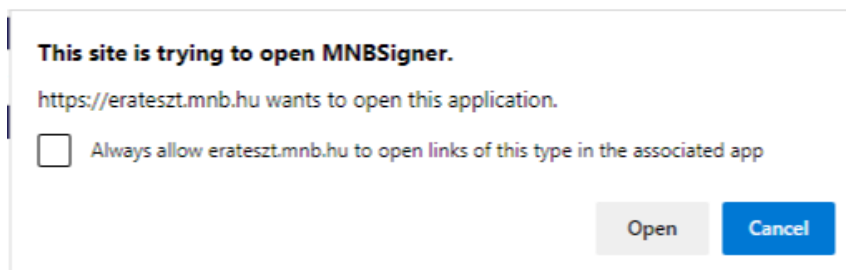 This site is trying to open MNBSigner.
https://erateszt.mnb.hu wants to open this application.
Always allow erateszt.mnb.hu to open links of this type in the associated app
Open Cancel